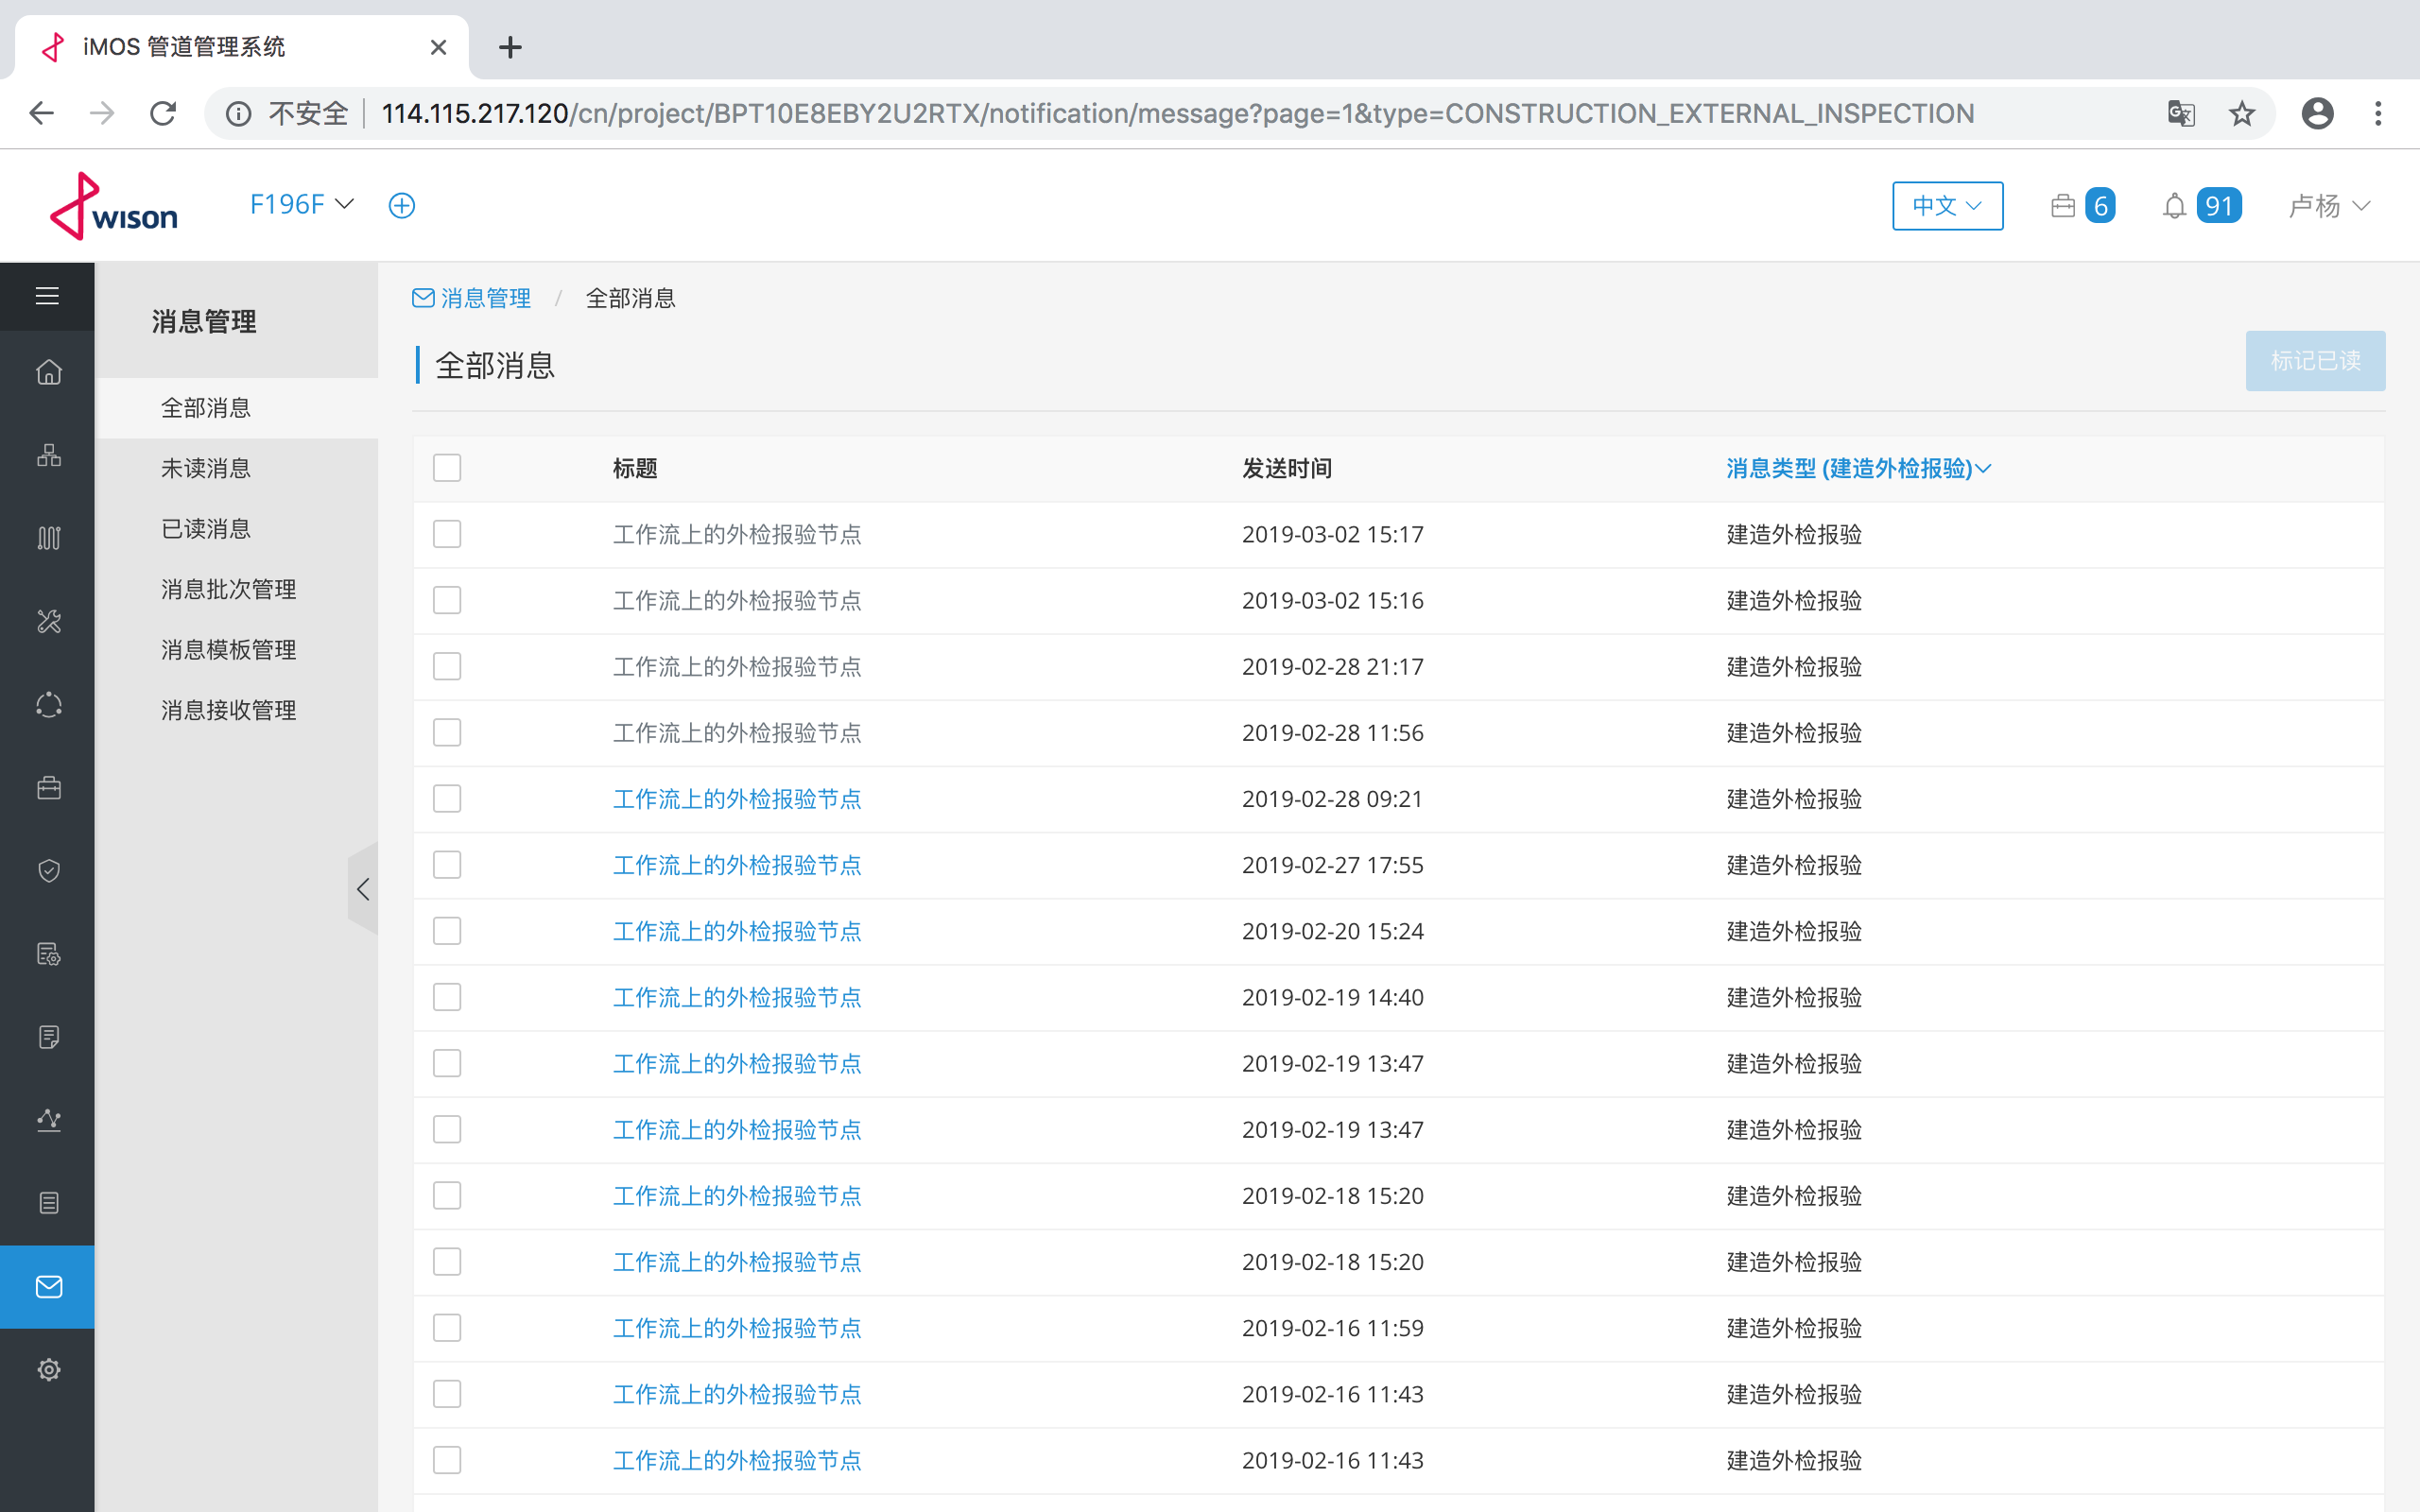 iMOS 管道管理系统
不安全 114.115.217.120/cn/project/BPT10E8EBY2U2RTX/notification/message?page=1&type=CONSTRUCTION_EXTERNAL_INSPECTION
wison F196F 中文 6 91 卢杨
消息管理
全部消息
未读消息
已读消息
消息批次管理
消息模板管理
消息接收管理
消息管理 / 全部消息
全部消息
标记已读
标题 发送时间 消息类型 (建造外检报验)
工作流上的外检报验节点 2019-03-02 15:17 建造外检报验
工作流上的外检报验节点 2019-03-02 15:16 建造外检报验
工作流上的外检报验节点 2019-02-28 21:17 建造外检报验
工作流上的外检报验节点 2019-02-28 11:56 建造外检报验
工作流上的外检报验节点 2019-02-28 09:21 建造外检报验
工作流上的外检报验节点 2019-02-27 17:55 建造外检报验
工作流上的外检报验节点 2019-02-20 15:24 建造外检报验
工作流上的外检报验节点 2019-02-19 14:40 建造外检报验
工作流上的外检报验节点 2019-02-19 13:47 建造外检报验
工作流上的外检报验节点 2019-02-19 13:47 建造外检报验
工作流上的外检报验节点 2019-02-18 15:20 建造外检报验
工作流上的外检报验节点 2019-02-18 15:20 建造外检报验
工作流上的外检报验节点 2019-02-16 11:59 建造外检报验
工作流上的外检报验节点 2019-02-16 11:43 建造外检报验
工作流上的外检报验节点 2019-02-16 11:43 建造外检报验